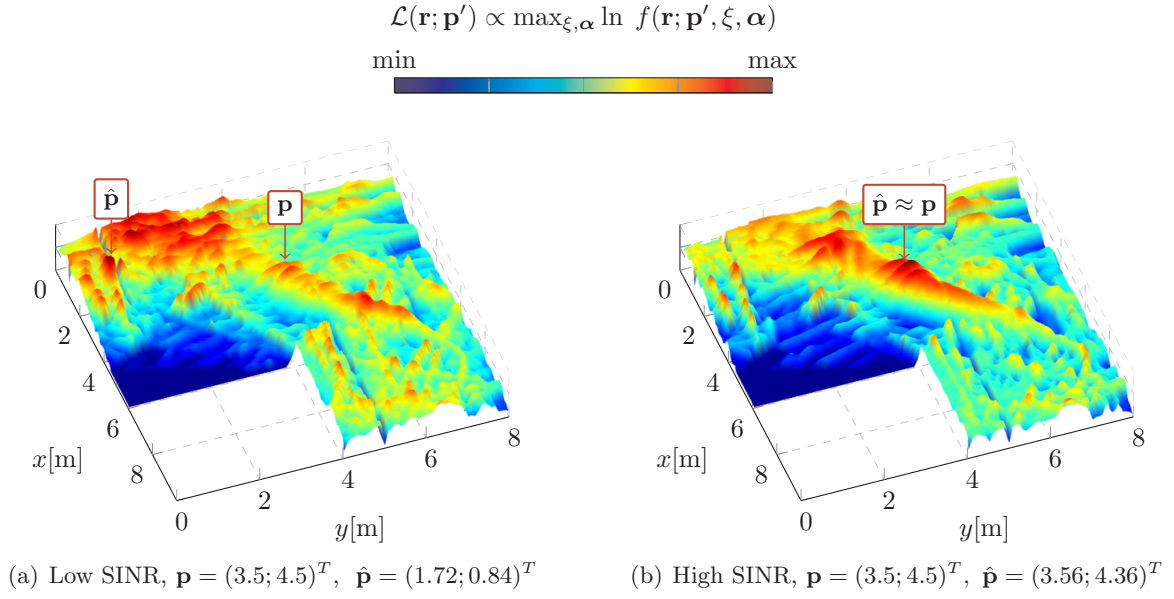 ℒ(𝐫; 𝐩′) ∝ max_{ξ,𝛂} ln f(𝐫; 𝐩′, ξ, 𝛂)
min max
p̂ p
0
2
4
6
8
x[m]
0
2
4
6
8
y[m]
p̂ ≈ p
0
2
4
6
8
x[m]
0
2
4
6
8
y[m]
(a) Low SINR, p = (3.5; 4.5)^T, p̂ = (1.72; 0.84)^T
(b) High SINR, p = (3.5; 4.5)^T, p̂ = (3.56; 4.36)^T